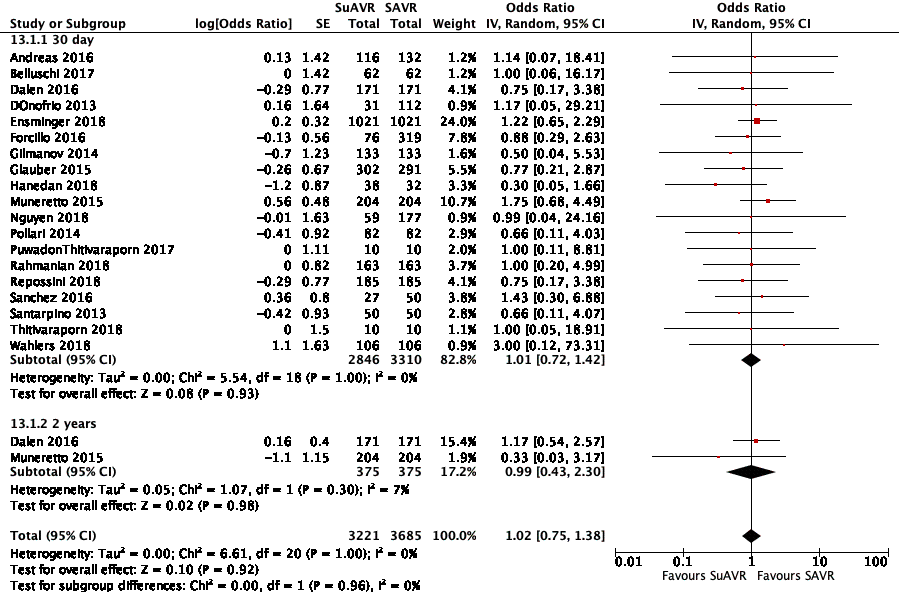 SuAVR SAVR Odds Ratio Odds Ratio
Study or Subgroup log[Odds Ratio] SE Total Total Weight IV, Random, 95% CI IV, Random, 95% CI
13.1.1 30 day
Andreas 2016 0.13 1.42 116 132 1.2% 1.14 [0.07, 18.41]
Belluschi 2017 0 1.42 62 62 1.2% 1.00 [0.06, 16.17]
Dalen 2016 −0.29 0.77 171 171 4.1% 0.75 [0.17, 3.38]
DOnofrio 2013 0.16 1.64 31 112 0.9% 1.17 [0.05, 29.21]
Ensminger 2018 0.2 0.32 1021 1021 24.0% 1.22 [0.65, 2.29]
Forcillo 2016 −0.13 0.56 76 319 7.8% 0.88 [0.29, 2.63]
Gilmanov 2014 −0.7 1.23 133 133 1.6% 0.50 [0.04, 5.53]
Glauber 2015 −0.26 0.67 302 291 5.5% 0.77 [0.21, 2.87]
Hanedan 2018 −1.2 0.87 38 32 3.3% 0.30 [0.05, 1.66]
Muneretto 2015 0.56 0.48 204 204 10.7% 1.75 [0.68, 4.49]
Nguyen 2018 −0.01 1.63 59 177 0.9% 0.99 [0.04, 24.16]
Pollari 2014 −0.41 0.92 82 82 2.9% 0.66 [0.11, 4.03]
PuwadonThitivaraporn 2017 0 1.11 10 10 2.0% 1.00 [0.11, 8.81]
Rahmanian 2018 0 0.82 163 163 3.7% 1.00 [0.20, 4.99]
Repossini 2018 −0.29 0.77 185 185 4.1% 0.75 [0.17, 3.38]
Sanchez 2016 0.36 0.8 27 50 3.8% 1.43 [0.30, 6.88]
Santarpino 2013 −0.42 0.93 50 50 2.8% 0.66 [0.11, 4.07]
Thitivaraporn 2018 0 1.5 10 10 1.1% 1.00 [0.05, 18.91]
Wahlers 2018 1.1 1.63 106 106 0.9% 3.00 [0.12, 73.31]
Subtotal (95% CI) 2846 3310 82.8% 1.01 [0.72, 1.42]
Heterogeneity: Tau² = 0.00; Chi² = 5.54, df = 18 (P = 1.00); I² = 0%
Test for overall effect: Z = 0.08 (P = 0.93)
13.1.2 2 years
Dalen 2016 0.16 0.4 171 171 15.4% 1.17 [0.54, 2.57]
Muneretto 2015 −1.1 1.15 204 204 1.9% 0.33 [0.03, 3.17]
Subtotal (95% CI) 375 375 17.2% 0.99 [0.43, 2.30]
Heterogeneity: Tau² = 0.05; Chi² = 1.07, df = 1 (P = 0.30); I² = 7%
Test for overall effect: Z = 0.02 (P = 0.98)
Total (95% CI) 3221 3685 100.0% 1.02 [0.75, 1.38]
Heterogeneity: Tau² = 0.00; Chi² = 6.61, df = 20 (P = 1.00); I² = 0%
Test for overall effect: Z = 0.10 (P = 0.92)
Test for subgroup differences: Chi² = 0.00, df = 1 (P = 0.96), I² = 0%
0.01 0.1 1 10 100
Favours SuAVR Favours SAVR